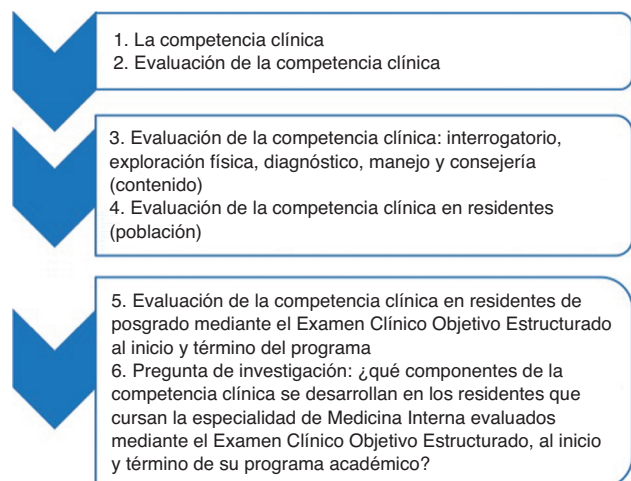 1. La competencia clínica
2. Evaluación de la competencia clínica
3. Evaluación de la competencia clínica: interrogatorio,
exploración física, diagnóstico, manejo y consejería
(contenido)
4. Evaluación de la competencia clínica en residentes
(población)
5. Evaluación de la competencia clínica en residentes de
posgrado mediante el Examen Clínico Objetivo Estructurado
al inicio y término del programa
6. Pregunta de investigación: ¿qué componentes de la
competencia clínica se desarrollan en los residentes que
cursan la especialidad de Medicina Interna evaluados
mediante el Examen Clínico Objetivo Estructurado, al inicio
y término de su programa académico?